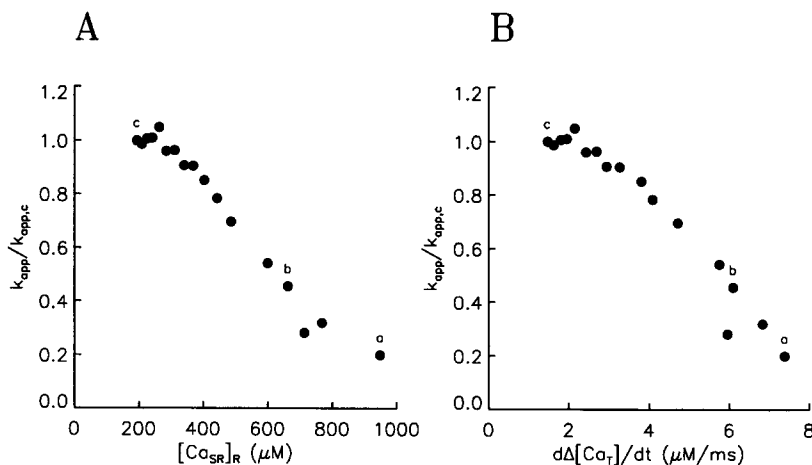 A
B
1.2
1.0
0.8
0.6
0.4
0.2
0.0
k_app/k_app,c
c
b
a
0
200
400
600
800
1000
[Ca_SR]_R (μM)
1.2
1.0
0.8
0.6
0.4
0.2
0.0
k_app/k_app,c
c
b
a
0
2
4
6
8
dΔ[Ca_T]/dt (μM/ms)